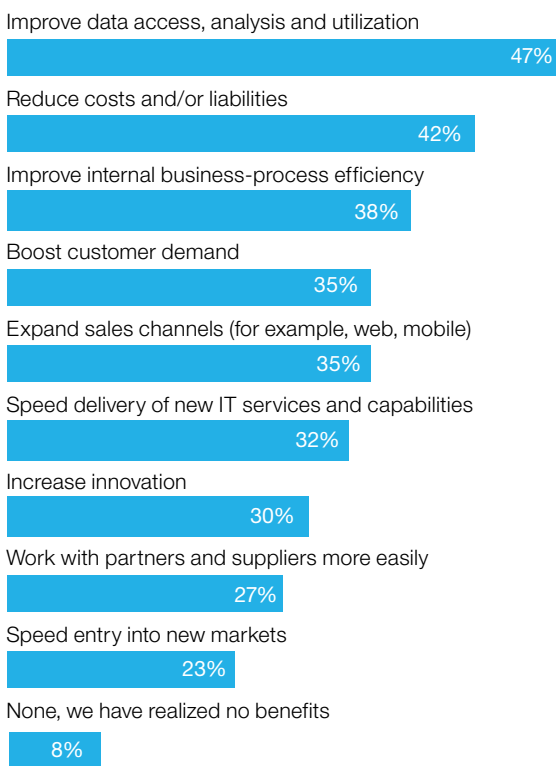 Improve data access, analysis and utilization
47%
Reduce costs and/or liabilities
42%
Improve internal business-process efficiency
38%
Boost customer demand
35%
Expand sales channels (for example, web, mobile)
35%
Speed delivery of new IT services and capabilities
32%
Increase innovation
30%
Work with partners and suppliers more easily
27%
Speed entry into new markets
23%
None, we have realized no benefits
8%